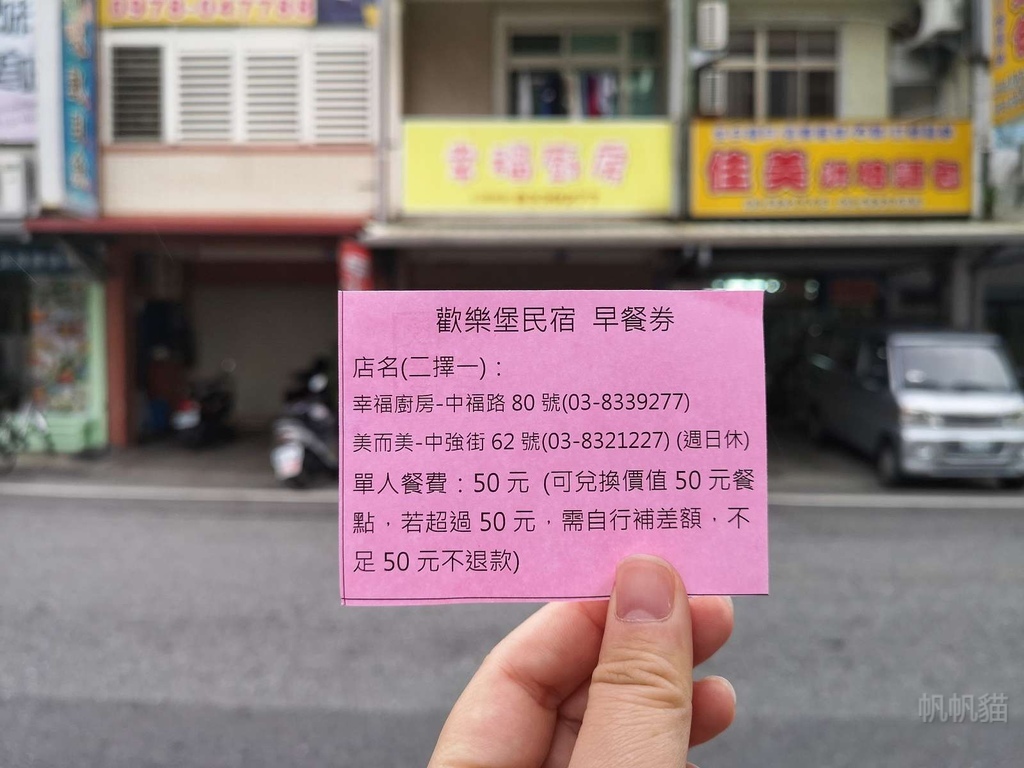 幸福廚房
佳美 烘焙麵包
歡樂堡民宿 早餐券
店名(二擇一)：
幸福廚房-中福路 80 號(03-8339277)
美而美-中強街 62 號(03-8321227) (週日休)
單人餐費：50 元 (可兌換價值 50 元餐
點，若超過 50 元，需自行補差額，不
足 50 元不退款)
帆帆貓